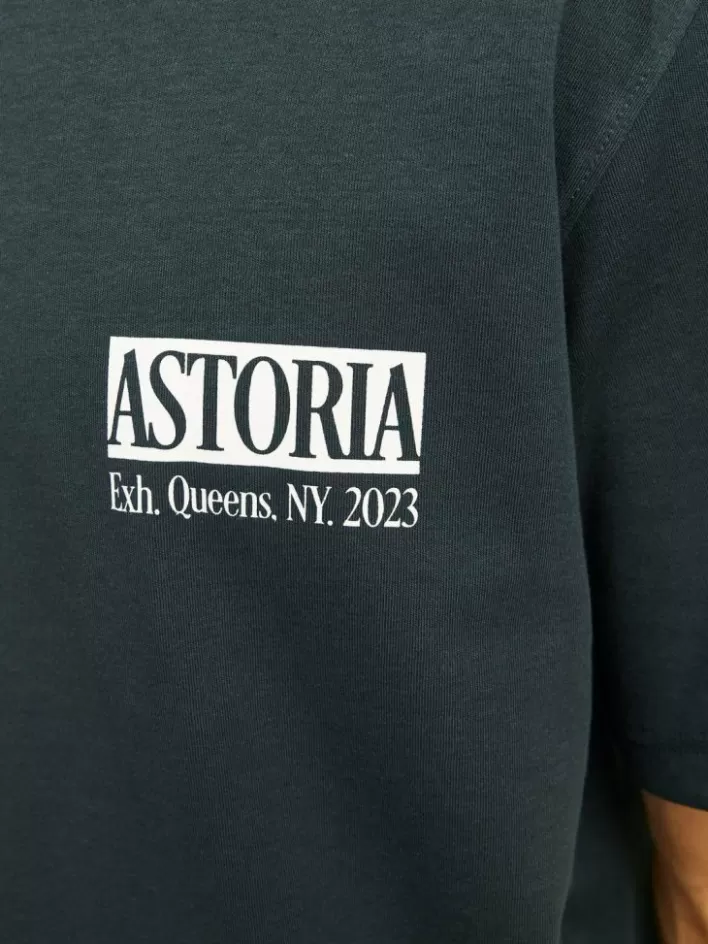 ASTORIA
Exh. Queens, NY. 2023